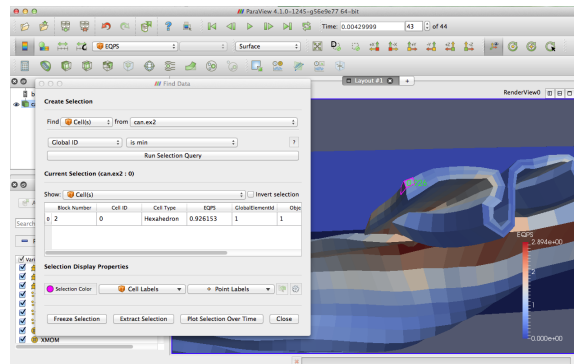 ParaView 4.1.0-1245-g56e9e77 64-bit
Time: 0.00429999 43 of 44
EQPS Surface
Layout #1
Find Data
RenderView0
Create Selection
Find Cell(s) from can.ex2
Global ID is min ?
Run Selection Query
Current Selection (can.ex2 : 0)
Show: Cell(s) Invert selection
Block Number Cell ID Cell Type EQPS GlobalElementId Obje
0 2 0 Hexahedron 0.926153 1 1
Search
Selection Display Properties
Selection Color Cell Labels Point Labels
Freeze Selection Extract Selection Plot Selection Over Time Close
XMOM
EQPS
2.894e+00
2
1
0.000e+00